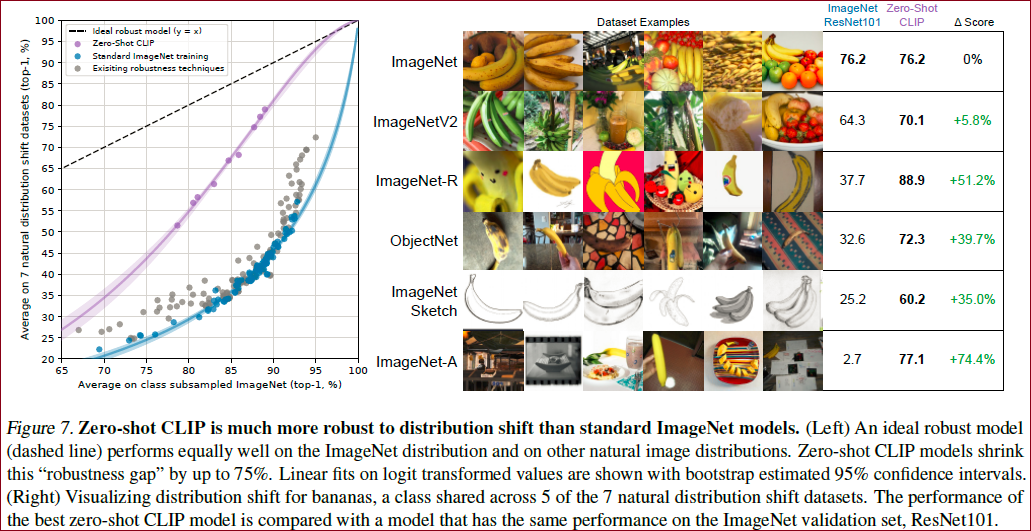 100
95
90
85
80
75
70
65
60
55
50
45
40
35
30
25
20
Average on 7 natural distribution shift datasets (top-1, %)
Ideal robust model (y = x)
Zero-Shot CLIP
Standard ImageNet training
Exisiting robustness techniques
65 70 75 80 85 90 95 100
Average on class subsampled ImageNet (top-1, %)
Dataset Examples
ImageNet Zero-Shot
ResNet101 CLIP Δ Score
ImageNet 76.2 76.2 0%
ImageNetV2 64.3 70.1 +5.8%
ImageNet-R 37.7 88.9 +51.2%
ObjectNet 32.6 72.3 +39.7%
ImageNet
Sketch 25.2 60.2 +35.0%
ImageNet-A 2.7 77.1 +74.4%
Figure 7. Zero-shot CLIP is much more robust to distribution shift than standard ImageNet models. (Left) An ideal robust model
(dashed line) performs equally well on the ImageNet distribution and on other natural image distributions. Zero-shot CLIP models shrink
this “robustness gap” by up to 75%. Linear fits on logit transformed values are shown with bootstrap estimated 95% confidence intervals.
(Right) Visualizing distribution shift for bananas, a class shared across 5 of the 7 natural distribution shift datasets. The performance of
the best zero-shot CLIP model is compared with a model that has the same performance on the ImageNet validation set, ResNet101.